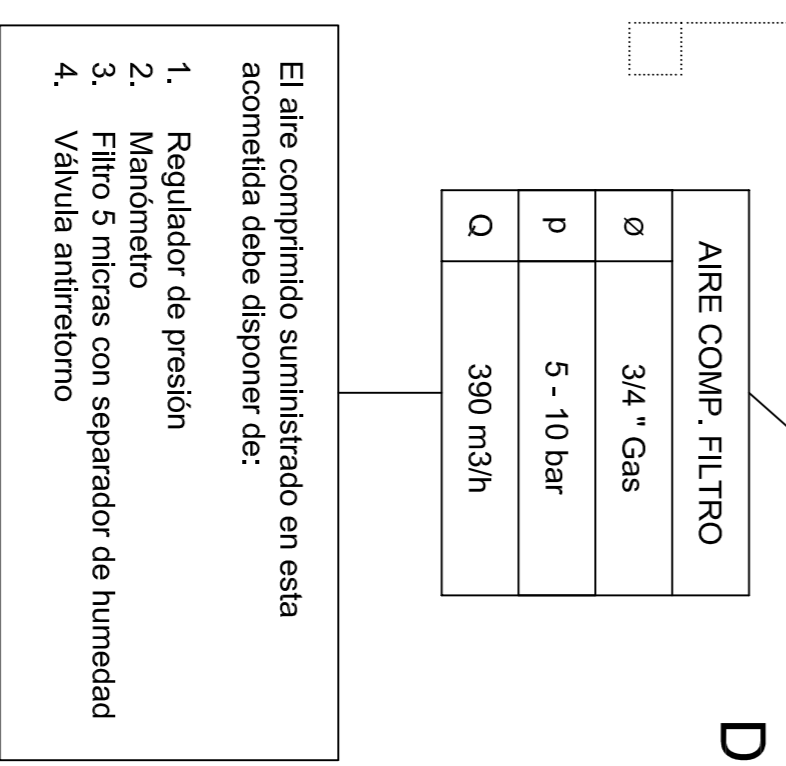 AIRE COMP. FILTRO
Ø 3/4 " Gas
p 5 - 10 bar
Q 390 m3/h
El aire comprimido suministrado en esta
acometida debe disponer de:
1. Regulador de presión
2. Manómetro
3. Filtro 5 micras con separador de humedad
4. Válvula antirretorno
D